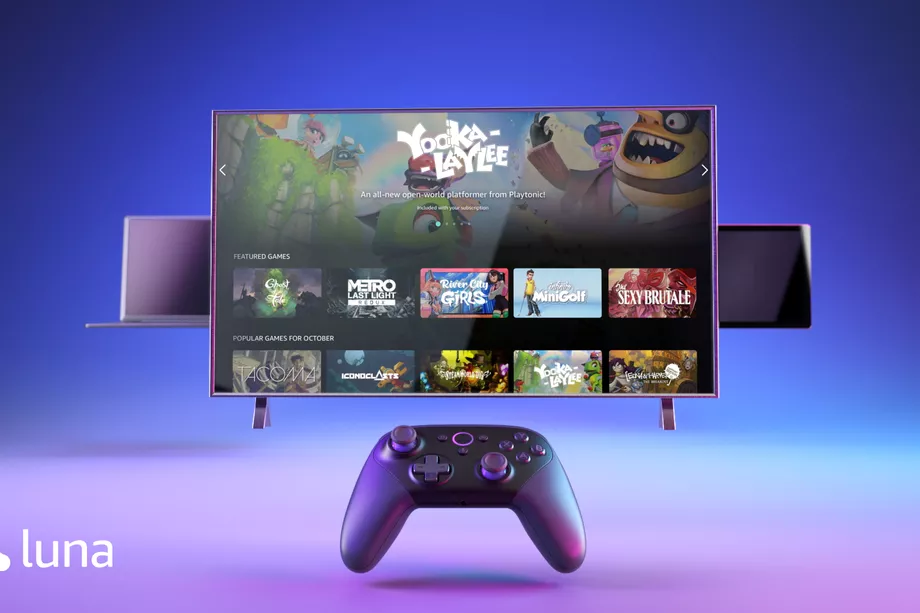 YOOKA-
-LAYLEE
An all-new open-world platformer from Playtonic!
Included with your subscription
FEATURED GAMES
Ghost
of a
Tale
METRO
LAST LIGHT
REDUX
River City
GiRLS
Infinite
MiniGolf
the
SEXY BRUTALE
POPULAR GAMES FOR OCTOBER
TACOMA
ICONOCLASTS
YOOKA-
-LAYLEE
luna